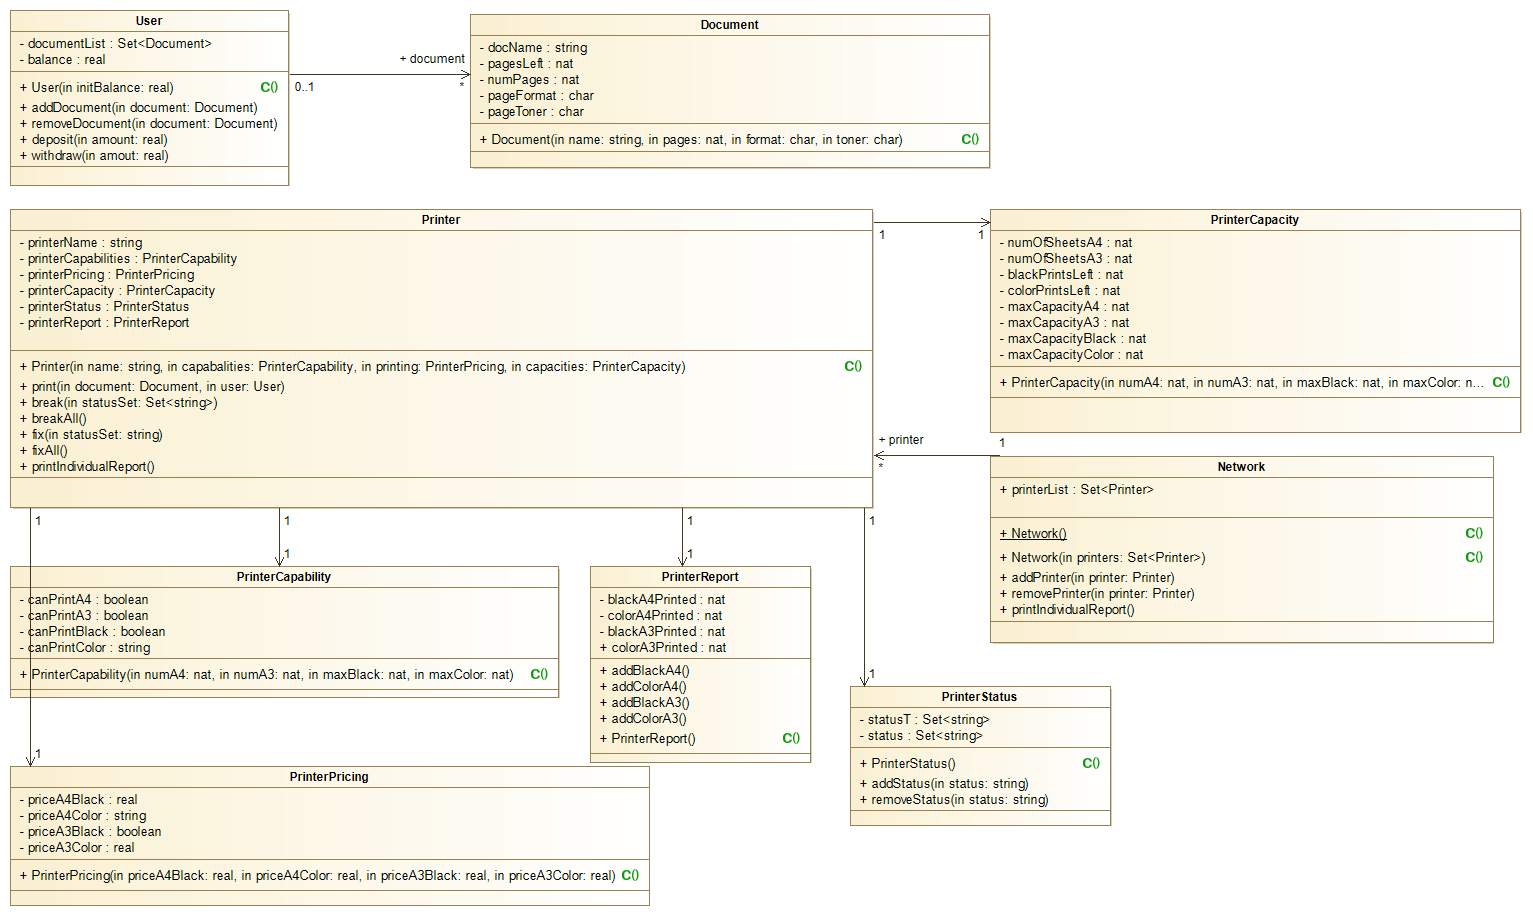 User
- documentList : Set<Document>
- balance : real
+ User(in initBalance: real) C()
+ addDocument(in document: Document)
+ removeDocument(in document: Document)
+ deposit(in amount: real)
+ withdraw(in amout: real)
+ document
0..1
*
Document
- docName : string
- pagesLeft : nat
- numPages : nat
- pageFormat : char
- pageToner : char
+ Document(in name: string, in pages: nat, in format: char, in toner: char) C()
Printer
- printerName : string
- printerCapabilities : PrinterCapability
- printerPricing : PrinterPricing
- printerCapacity : PrinterCapacity
- printerStatus : PrinterStatus
- printerReport : PrinterReport
+ Printer(in name: string, in capabalities: PrinterCapability, in printing: PrinterPricing, in capacities: PrinterCapacity) C()
+ print(in document: Document, in user: User)
+ break(in statusSet: Set<string>)
+ breakAll()
+ fix(in statusSet: string)
+ fixAll()
+ printIndividualReport()
1
1
PrinterCapacity
- numOfSheetsA4 : nat
- numOfSheetsA3 : nat
- blackPrintsLeft : nat
- colorPrintsLeft : nat
- maxCapacityA4 : nat
- maxCapacityA3 : nat
- maxCapacityBlack : nat
- maxCapacityColor : nat
+ PrinterCapacity(in numA4: nat, in numA3: nat, in maxBlack: nat, in maxColor: n... C()
+ printer
1
*
Network
+ printerList : Set<Printer>
+ Network() C()
+ Network(in printers: Set<Printer>) C()
+ addPrinter(in printer: Printer)
+ removePrinter(in printer: Printer)
+ printIndividualReport()
1
1
1
1
1
1
PrinterCapability
- canPrintA4 : boolean
- canPrintA3 : boolean
- canPrintBlack : boolean
- canPrintColor : string
+ PrinterCapability(in numA4: nat, in numA3: nat, in maxBlack: nat, in maxColor: nat) C()
PrinterReport
- blackA4Printed : nat
- colorA4Printed : nat
- blackA3Printed : nat
+ colorA3Printed : nat
+ addBlackA4()
+ addColorA4()
+ addBlackA3()
+ addColorA3()
+ PrinterReport() C()
1
PrinterStatus
- statusT : Set<string>
- status : Set<string>
+ PrinterStatus() C()
+ addStatus(in status: string)
+ removeStatus(in status: string)
1
PrinterPricing
- priceA4Black : real
- priceA4Color : string
- priceA3Black : boolean
- priceA3Color : real
+ PrinterPricing(in priceA4Black: real, in priceA4Color: real, in priceA3Black: real, in priceA3Color: real) C()